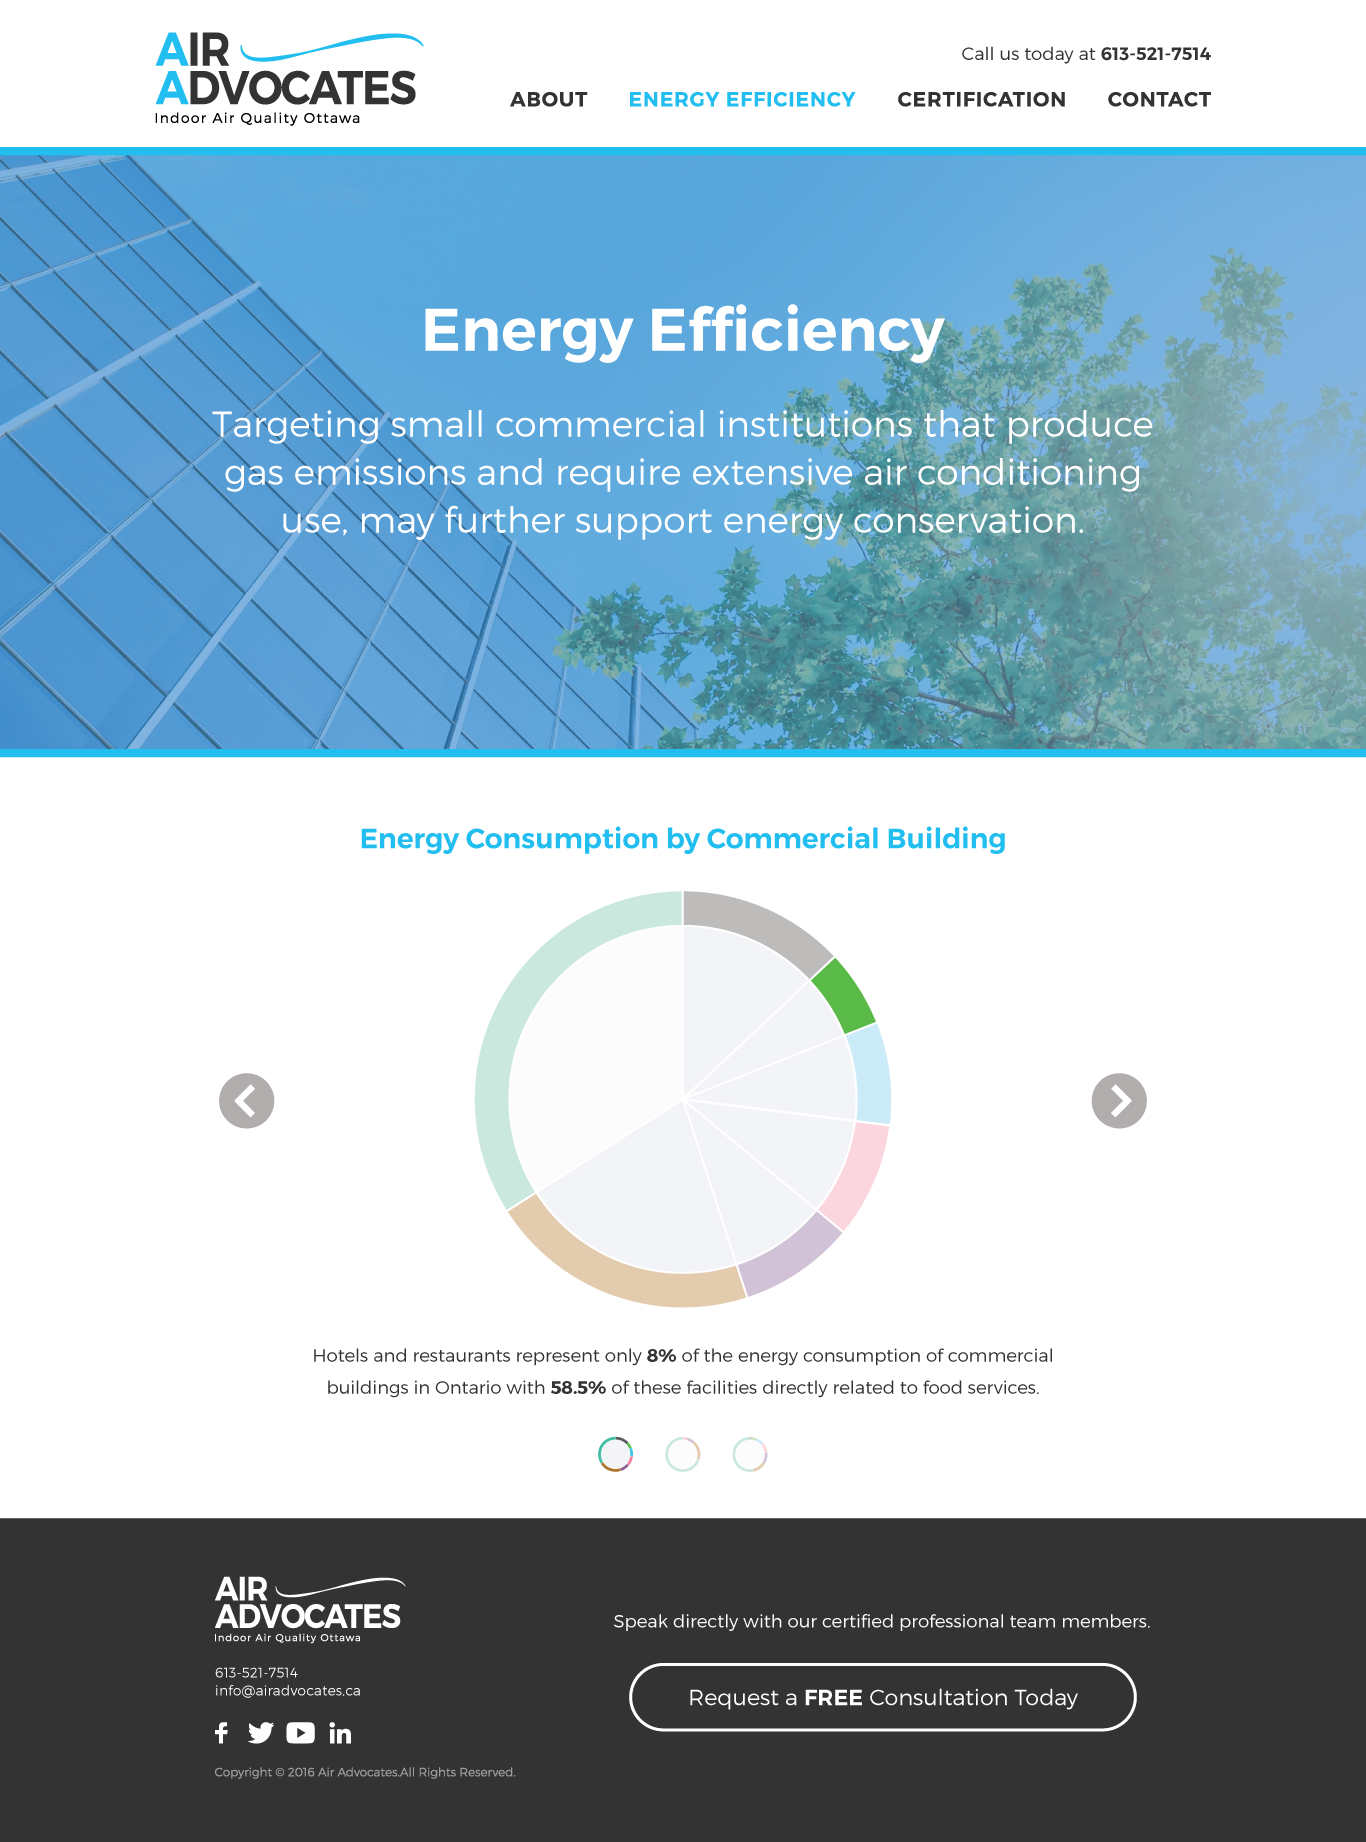 AIR
ADVOCATES
Indoor Air Quality Ottawa
Call us today at 613-521-7514
ABOUT ENERGY EFFICIENCY CERTIFICATION CONTACT
Energy Efficiency
Targeting small commercial institutions that produce
gas emissions and require extensive air conditioning
use, may further support energy conservation.
Energy Consumption by Commercial Building
Hotels and restaurants represent only 8% of the energy consumption of commercial
buildings in Ontario with 58.5% of these facilities directly related to food services.
AIR
ADVOCATES
Indoor Air Quality Ottawa
613-521-7514
info@airadvocates.ca
Copyright © 2016 Air Advocates.All Rights Reserved.
Speak directly with our certified professional team members.
Request a FREE Consultation Today